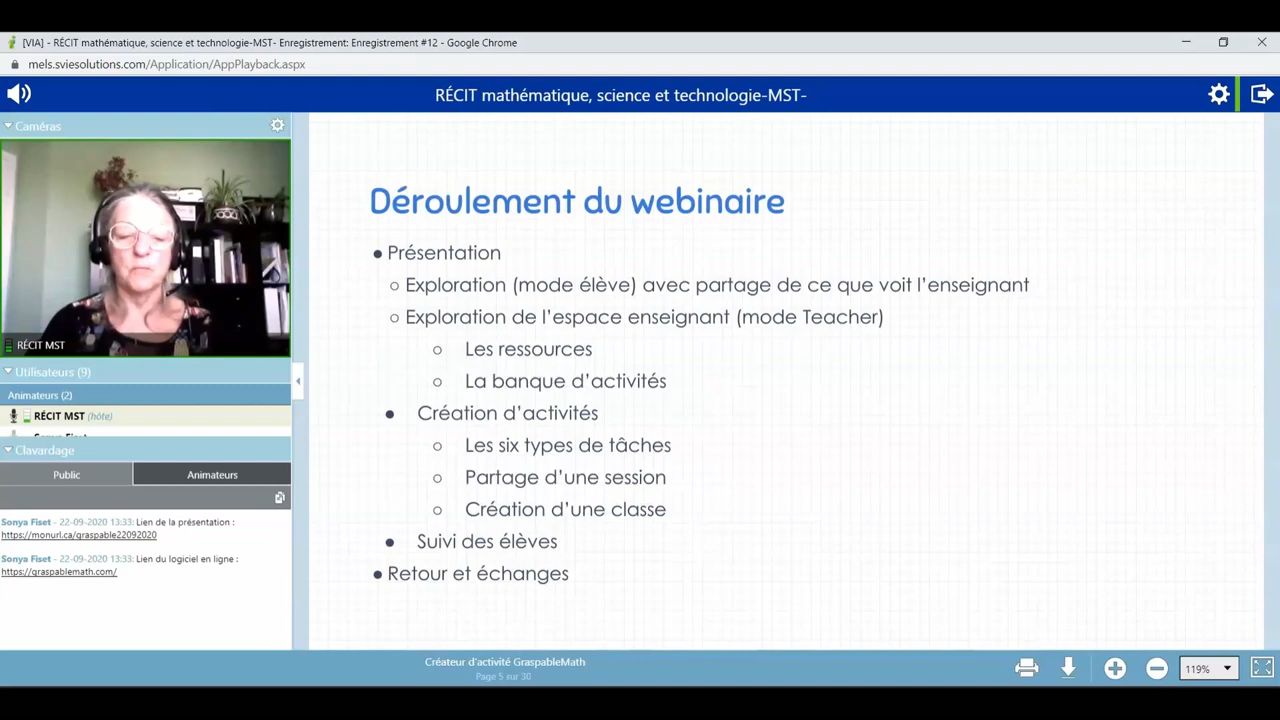 [VIA] - RÉCIT mathématique, science et technologie-MST- Enregistrement: Enregistrement #12 - Google Chrome
mels.sviesolutions.com/Application/AppPlayback.aspx
RÉCIT mathématique, science et technologie-MST-
Caméras
RÉCIT MST
Utilisateurs (9)
Animateurs (2)
RÉCIT MST (hôte)
Sonya Fiset
Clavardage
Public
Animateurs
Sonya Fiset - 22-09-2020 13:33: Lien de la présentation :
https://monurl.ca/graspable22092020
Sonya Fiset - 22-09-2020 13:33: Lien du logiciel en ligne :
https://graspablemath.com/
Déroulement du webinaire
● Présentation
○ Exploration (mode élève) avec partage de ce que voit l’enseignant
○ Exploration de l’espace enseignant (mode Teacher)
○ Les ressources
○ La banque d’activités
● Création d’activités
○ Les six types de tâches
○ Partage d’une session
○ Création d’une classe
● Suivi des élèves
● Retour et échanges
Créateur d'activité GraspableMath
Page 5 sur 30
119%